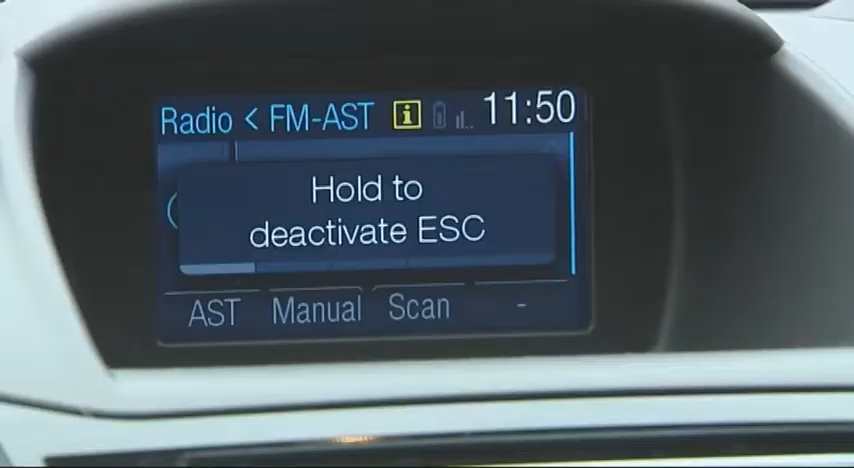 Radio < FM-AST i 11:50
Hold to
deactivate ESC
AST Manual Scan -